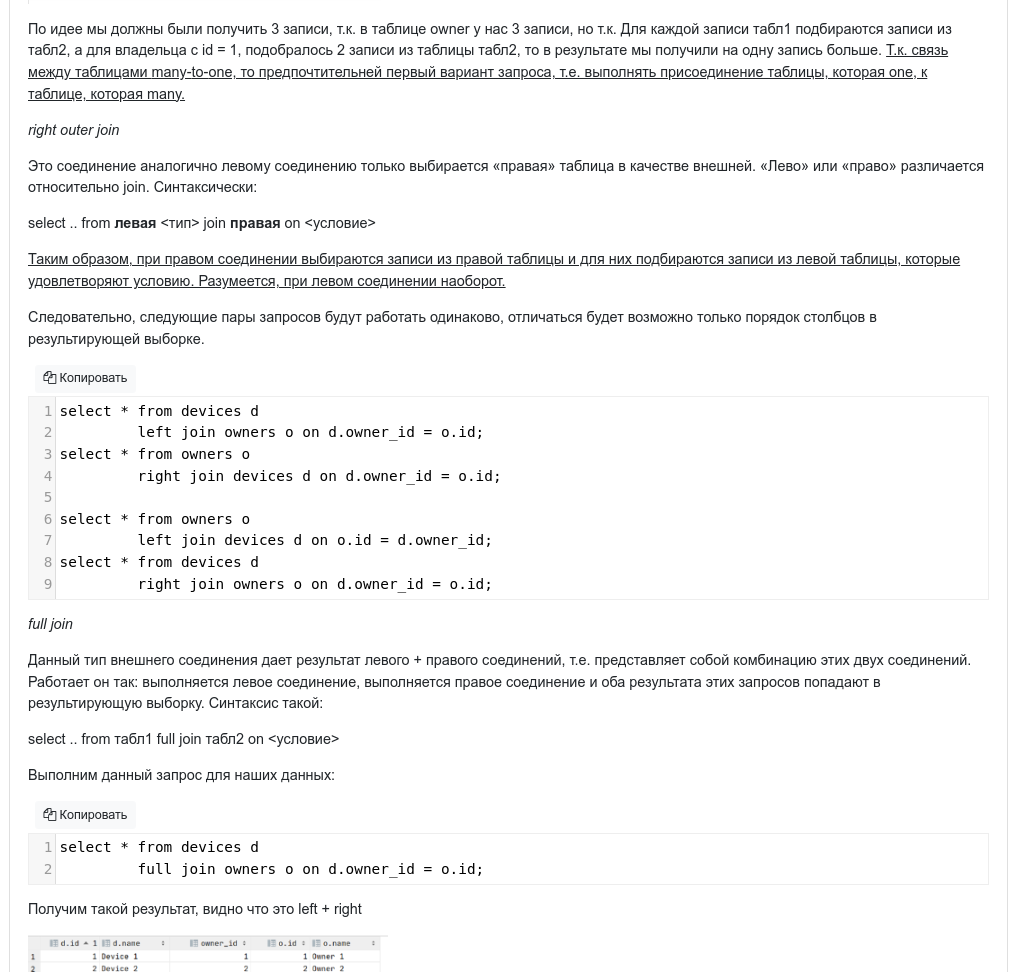 По идее мы должны были получить 3 записи, т.к. в таблице owner у нас 3 записи, но т.к. Для каждой записи табл1 подбираются записи из
табл2, а для владельца с id = 1, подобралось 2 записи из таблицы табл2, то в результате мы получили на одну запись больше. Т.к. связь
между таблицами many-to-one, то предпочтительней первый вариант запроса, т.е. выполнять присоединение таблицы, которая one, к
таблице, которая many.
right outer join
Это соединение аналогично левому соединению только выбирается «правая» таблица в качестве внешней. «Лево» или «право» различается
относительно join. Синтаксически:
select .. from левая <тип> join правая on <условие>
Таким образом, при правом соединении выбираются записи из правой таблицы и для них подбираются записи из левой таблицы, которые
удовлетворяют условию. Разумеется, при левом соединении наоборот.
Следовательно, следующие пары запросов будут работать одинаково, отличаться будет возможно только порядок столбцов в
результирующей выборке.
Копировать
1 select * from devices d
2 left join owners o on d.owner_id = o.id;
3 select * from owners o
4 right join devices d on d.owner_id = o.id;
5
6 select * from owners o
7 left join devices d on o.id = d.owner_id;
8 select * from devices d
9 right join owners o on d.owner_id = o.id;
full join
Данный тип внешнего соединения дает результат левого + правого соединений, т.е. представляет собой комбинацию этих двух соединений.
Работает он так: выполняется левое соединение, выполняется правое соединение и оба результата этих запросов попадают в
результирующую выборку. Синтаксис такой:
select .. from табл1 full join табл2 on <условие>
Выполним данный запрос для наших данных:
Копировать
1 select * from devices d
2 full join owners o on d.owner_id = o.id;
Получим такой результат, видно что это left + right
d.id 1 d.name owner_id o.id o.name
1 1 Device 1 1 1 Owner 1
2 2 Device 2 2 2 Owner 2